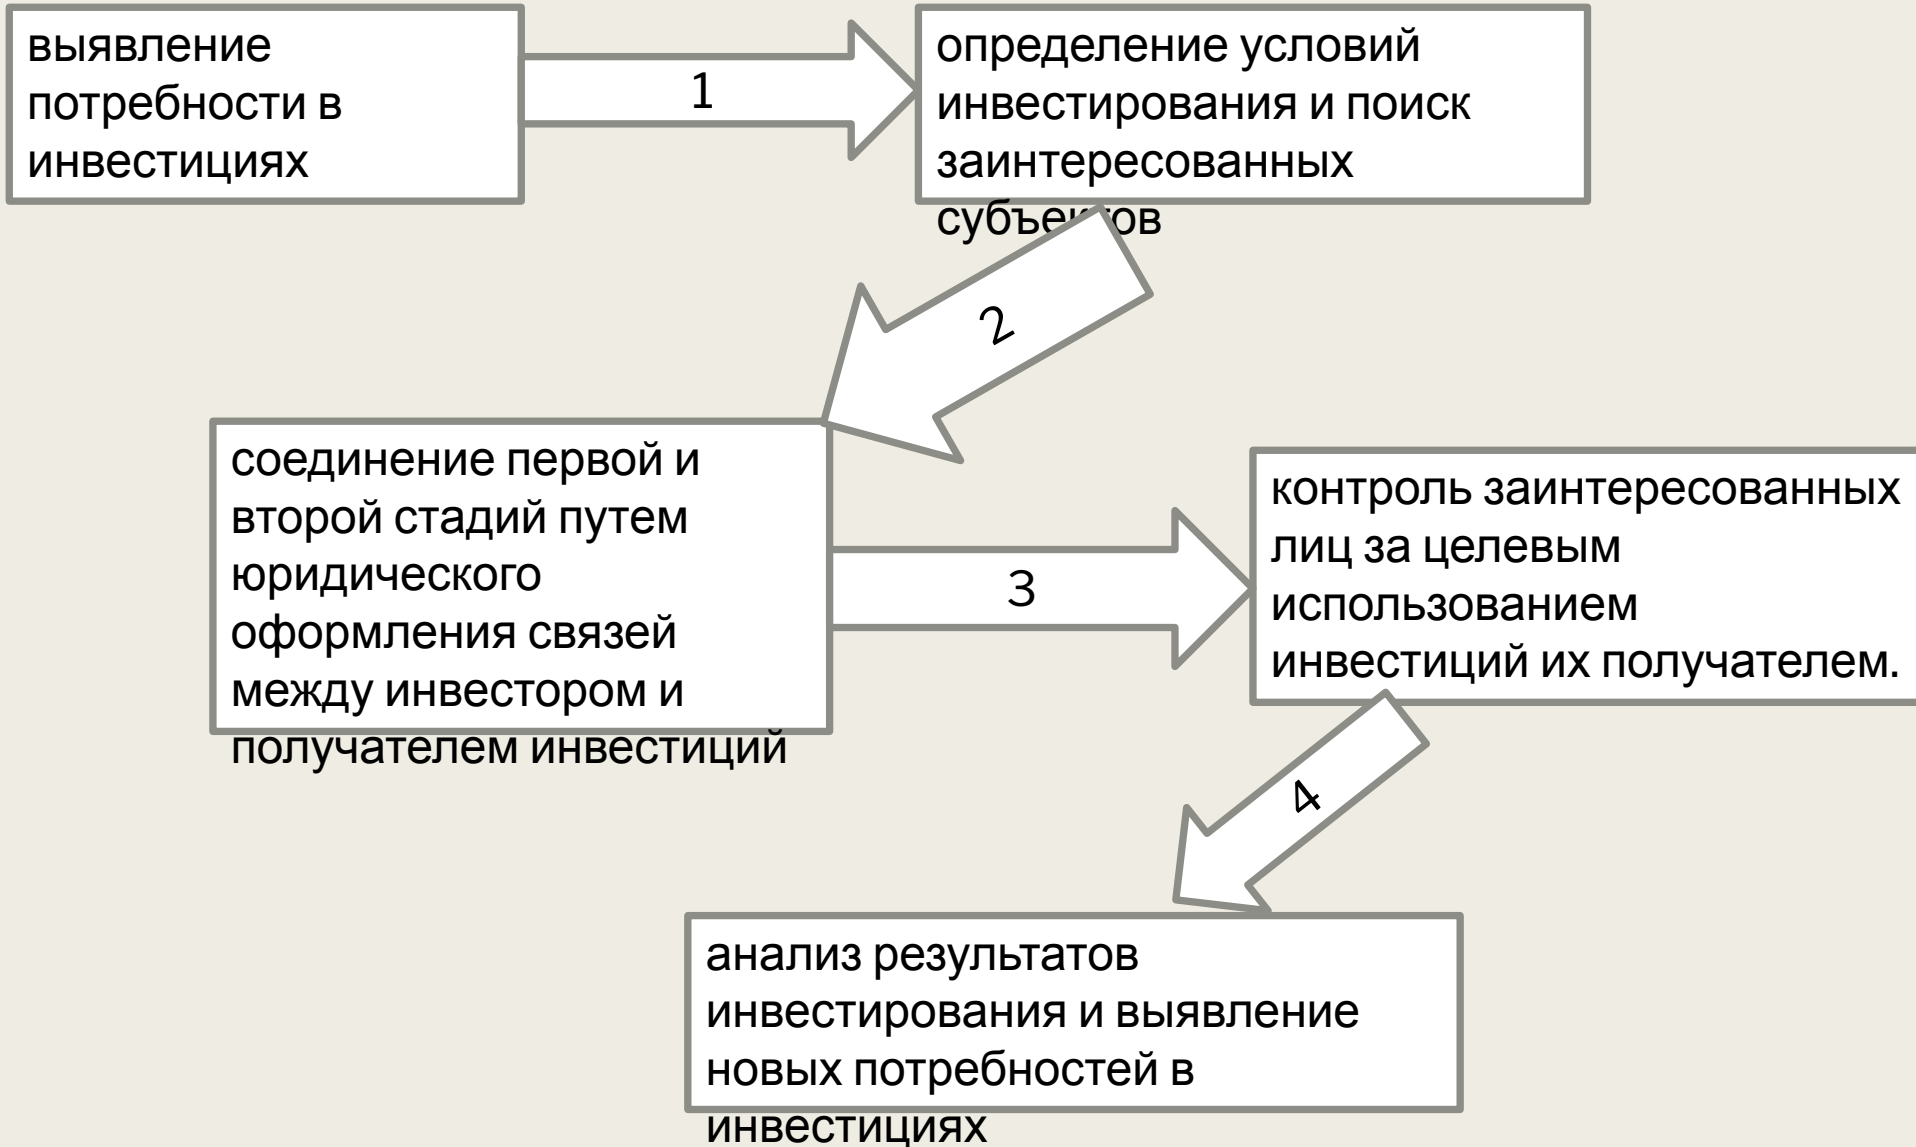 выявление
потребности в
инвестициях
1
определение условий
инвестирования и поиск
заинтересованных
субъектов
2
соединение первой и
второй стадий путем
юридического
оформления связей
между инвестором и
получателем инвестиций
3
контроль заинтересованных
лиц за целевым
использованием
инвестиций их получателем.
4
анализ результатов
инвестирования и выявление
новых потребностей в
инвестициях